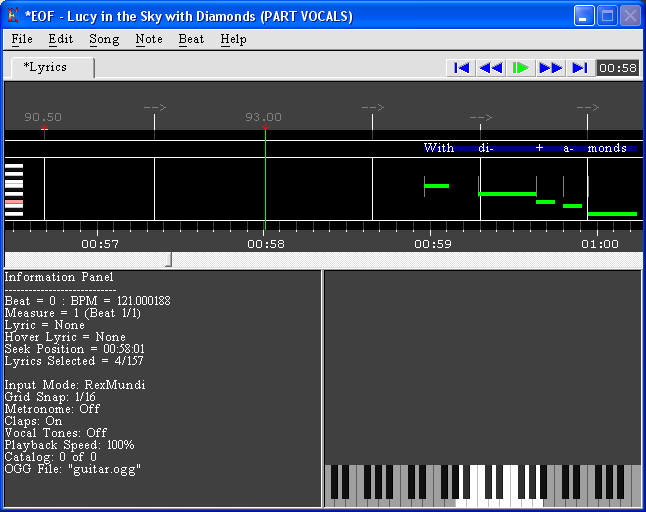 *EOF - Lucy in the Sky with Diamonds (PART VOCALS)
File Edit Song Note Beat Help
*Lyrics
00:58
--> --> --> -->
90.50 93.00
With di- + a- monds
00:57 00:58 00:59 01:00
Information Panel
----------------------------
Beat = 0 : BPM = 121.000188
Measure = 1 (Beat 1/1)
Lyric = None
Hover Lyric = None
Seek Position = 00:58:01
Lyrics Selected = 4/157
Input Mode: RexMundi
Grid Snap: 1/16
Metronome: Off
Claps: On
Vocal Tones: Off
Playback Speed: 100%
Catalog: 0 of 0
OGG File: "guitar.ogg"